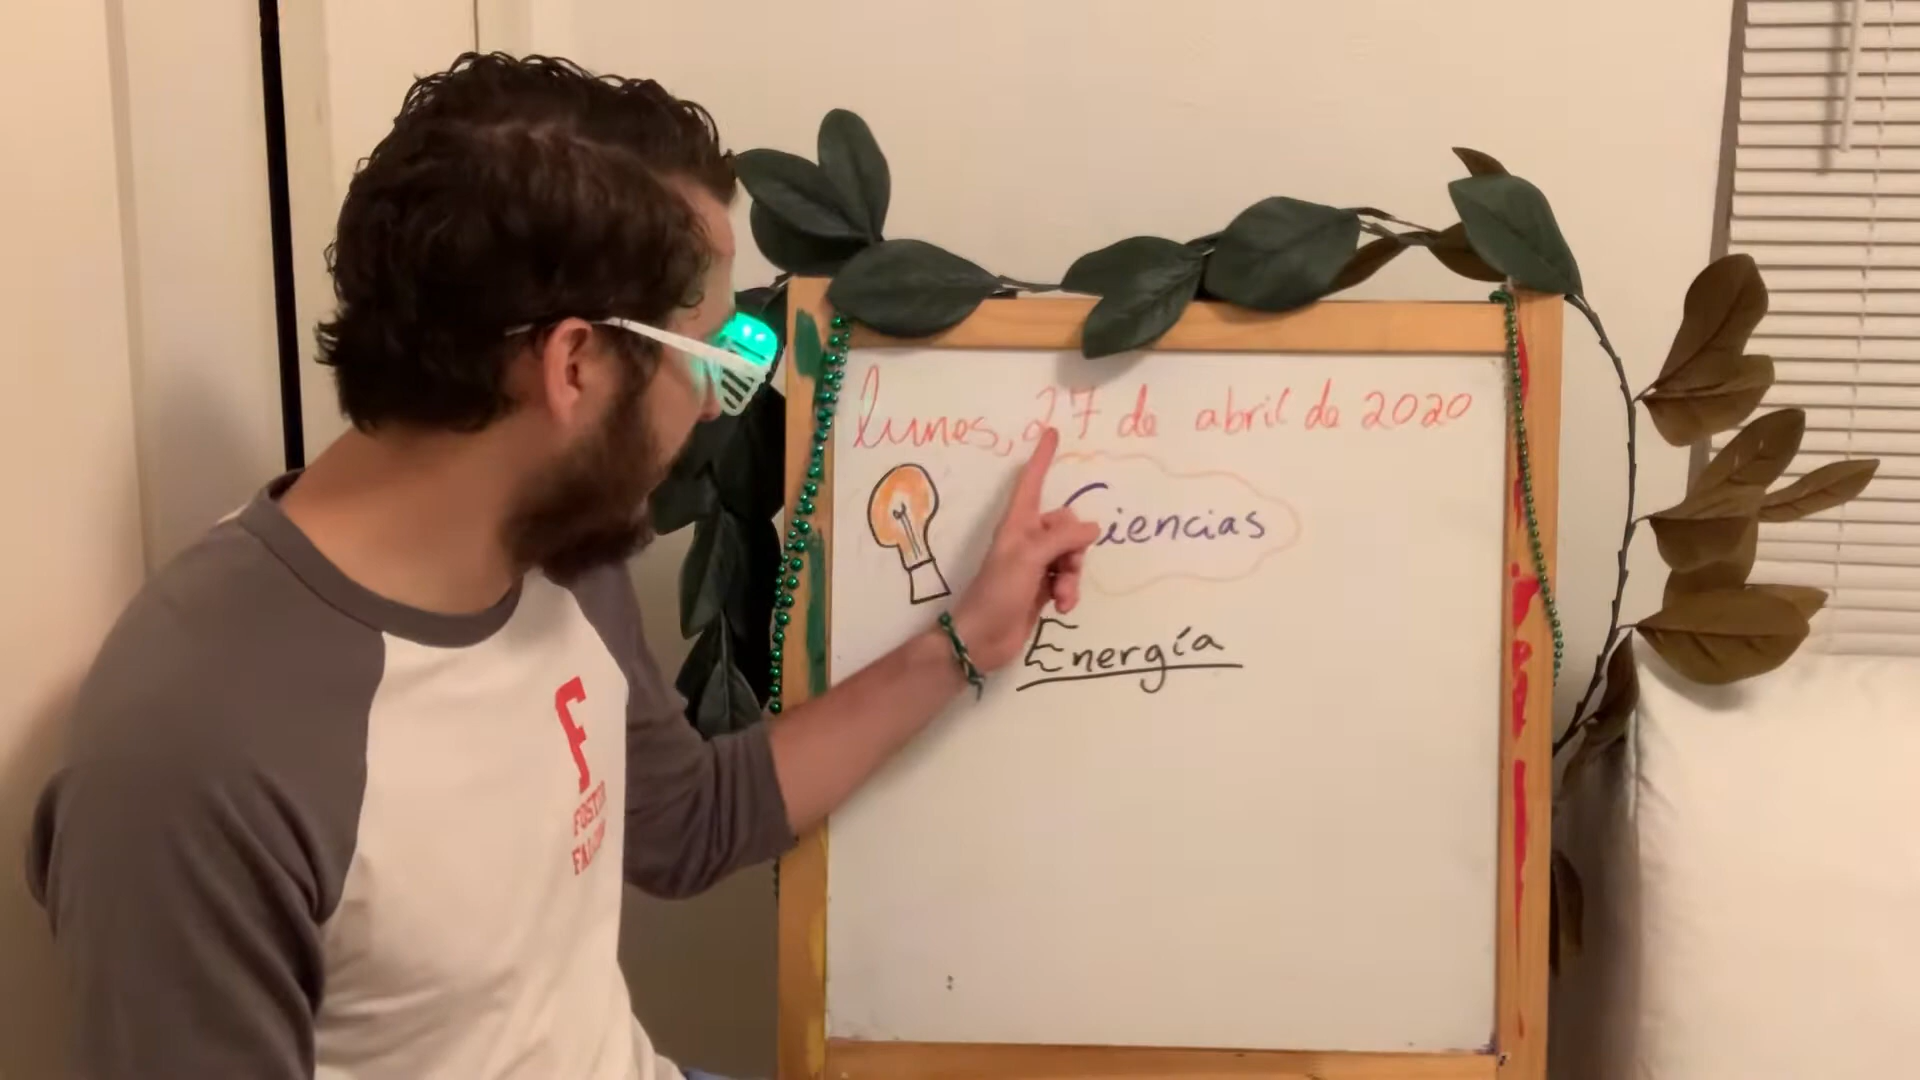 lunes, 27 de abril de 2020
Ciencias
Energía
F